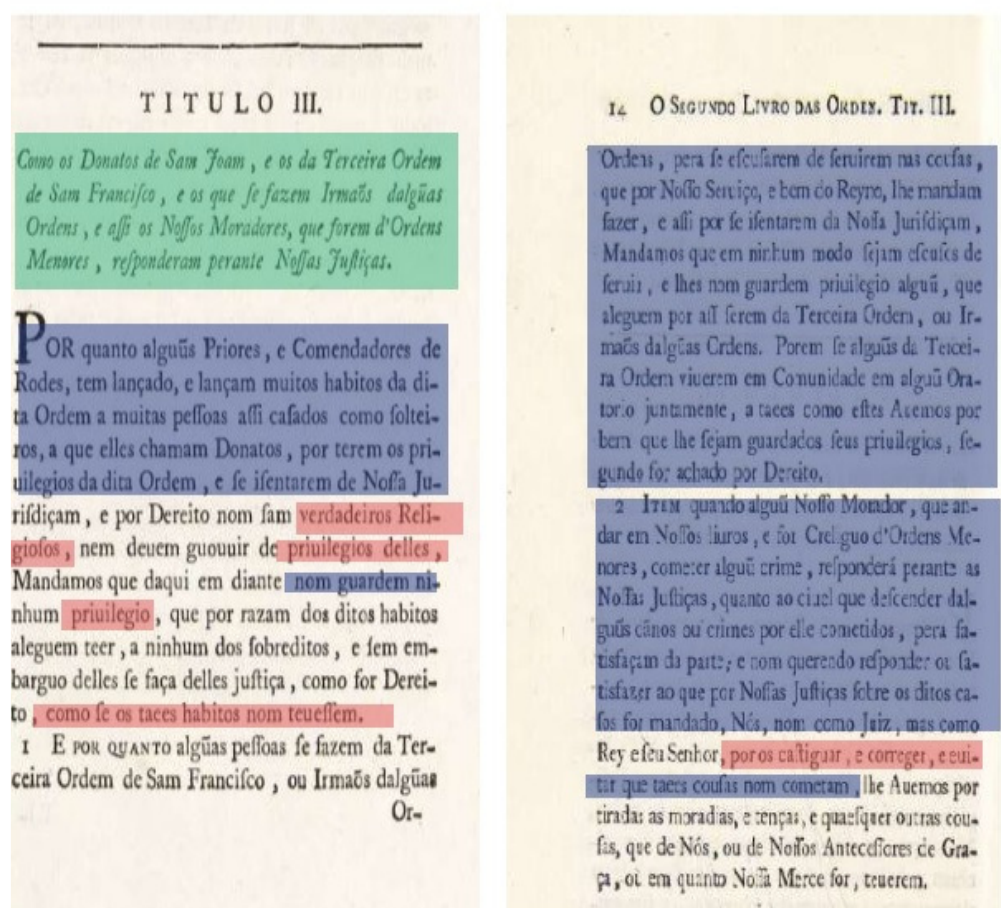 TITULO III.
Como os Donatos de Sam Joam, e os da Terceira Ordem
de Sam Franciſco, e os que ſe fazem Irmaõs dalgũas
Ordens, e aſſi os Noſſos Moradores, que forem d'Ordens
Menores, reſponderam perante Noſſas Juſtiças.
POR quanto alguũs Priores, e Comendadores de
Rodes, tem lançado, e lançam muitos habitos da di-
ta Ordem a muitas peſſoas aſſi caſados como ſoltei-
ros, a que elles chamam Donatos, por terem os pri-
uilegios da dita Ordem, e ſe iſentarem de Noſſa Ju-
riſdiçam, e por Dereito nom ſam verdadeiros Reli-
gioſos, nem deuem guouuir de priuilegios delles,
Mandamos que daqui em diante nom guardem ni-
nhum priuilegio, que por razam dos ditos habitos
aleguem teer, a ninhum dos ſobreditos, e ſem em-
barguo delles ſe faça delles juſtiça, como for Derei-
to, como ſe os taees habitos nom teueſſem.
1 E POR QUANTO algũas peſſoas ſe fazem da Ter-
ceira Ordem de Sam Franciſco, ou Irmaõs dalgũas
Or-
14 O SEGUNDO LIVRO DAS ORDEN. TIT. III.
Ordens, pera ſe eſcuſarem de ſeruirem nas couſas,
que por Noſſo Seruiço, e bem do Reyno, lhe mandam
fazer, e aſſi por ſe iſentarem da Noſſa Juriſdiçam,
Mandamos que em ninhum modo ſejam eſcuſos de
ſeruir, e lhes nom guardem priuilegio alguũ, que
aleguem por aſſi ſerem da Terceira Ordem, ou Ir-
maõs dalgũas Ordens. Porem ſe alguũs da Tercei-
ra Ordem viuerem em Comunidade em alguũ Ora-
torio juntamente, a taees como eſtes Auemos por
bem que lhe ſejam guardados ſeus priuilegios, ſe-
gundo for achado por Dereito.
2 ITEM quando alguũ Noſſo Morador, que an-
dar em Noſſos liuros, e for Creliguo d'Ordens Me-
nores, cometer alguũ crime, reſponderá perante as
Noſſas Juſtiças, quanto ao ciuel que deſcender dal-
guũs danos ou crimes por elle cometidos, pera ſa-
tisfaçam da parte; e nom querendo reſponder ou ſa-
tisfazer ao que por Noſſas Juſtiças ſobre os ditos ca-
ſos for mandado, Nós, nom como Juiz, mas como
Rey e ſeu Senhor, por os caſtiguar, e correger, e eui-
tar que taees couſas nom cometam, lhe Auemos por
tiradas as moradias, e tenças, e quaeſquer outras cou-
ſas, que de Nós, ou de Noſſos Anteceſſores de Gra-
ça, ou em quanto Noſſa Merce for, teuerem.